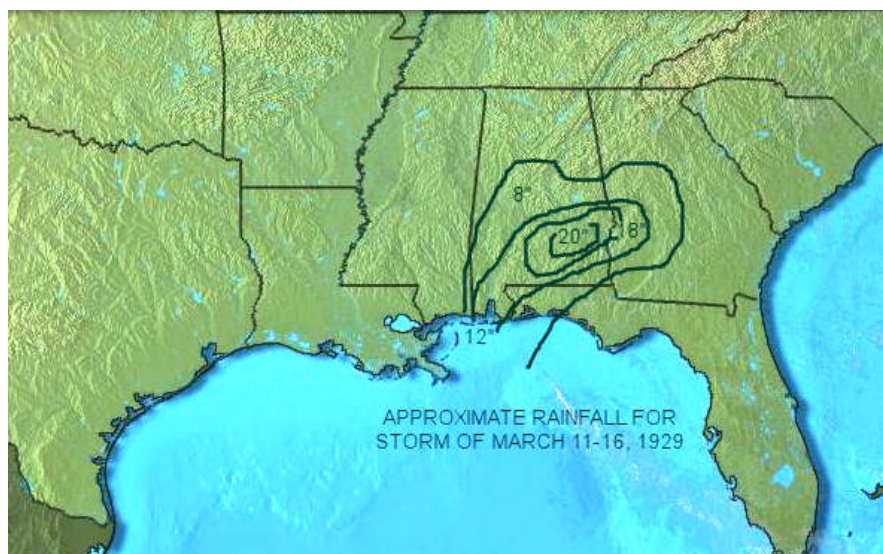 8"
20"
18"
12"
APPROXIMATE RAINFALL FOR
STORM OF MARCH 11-16, 1929